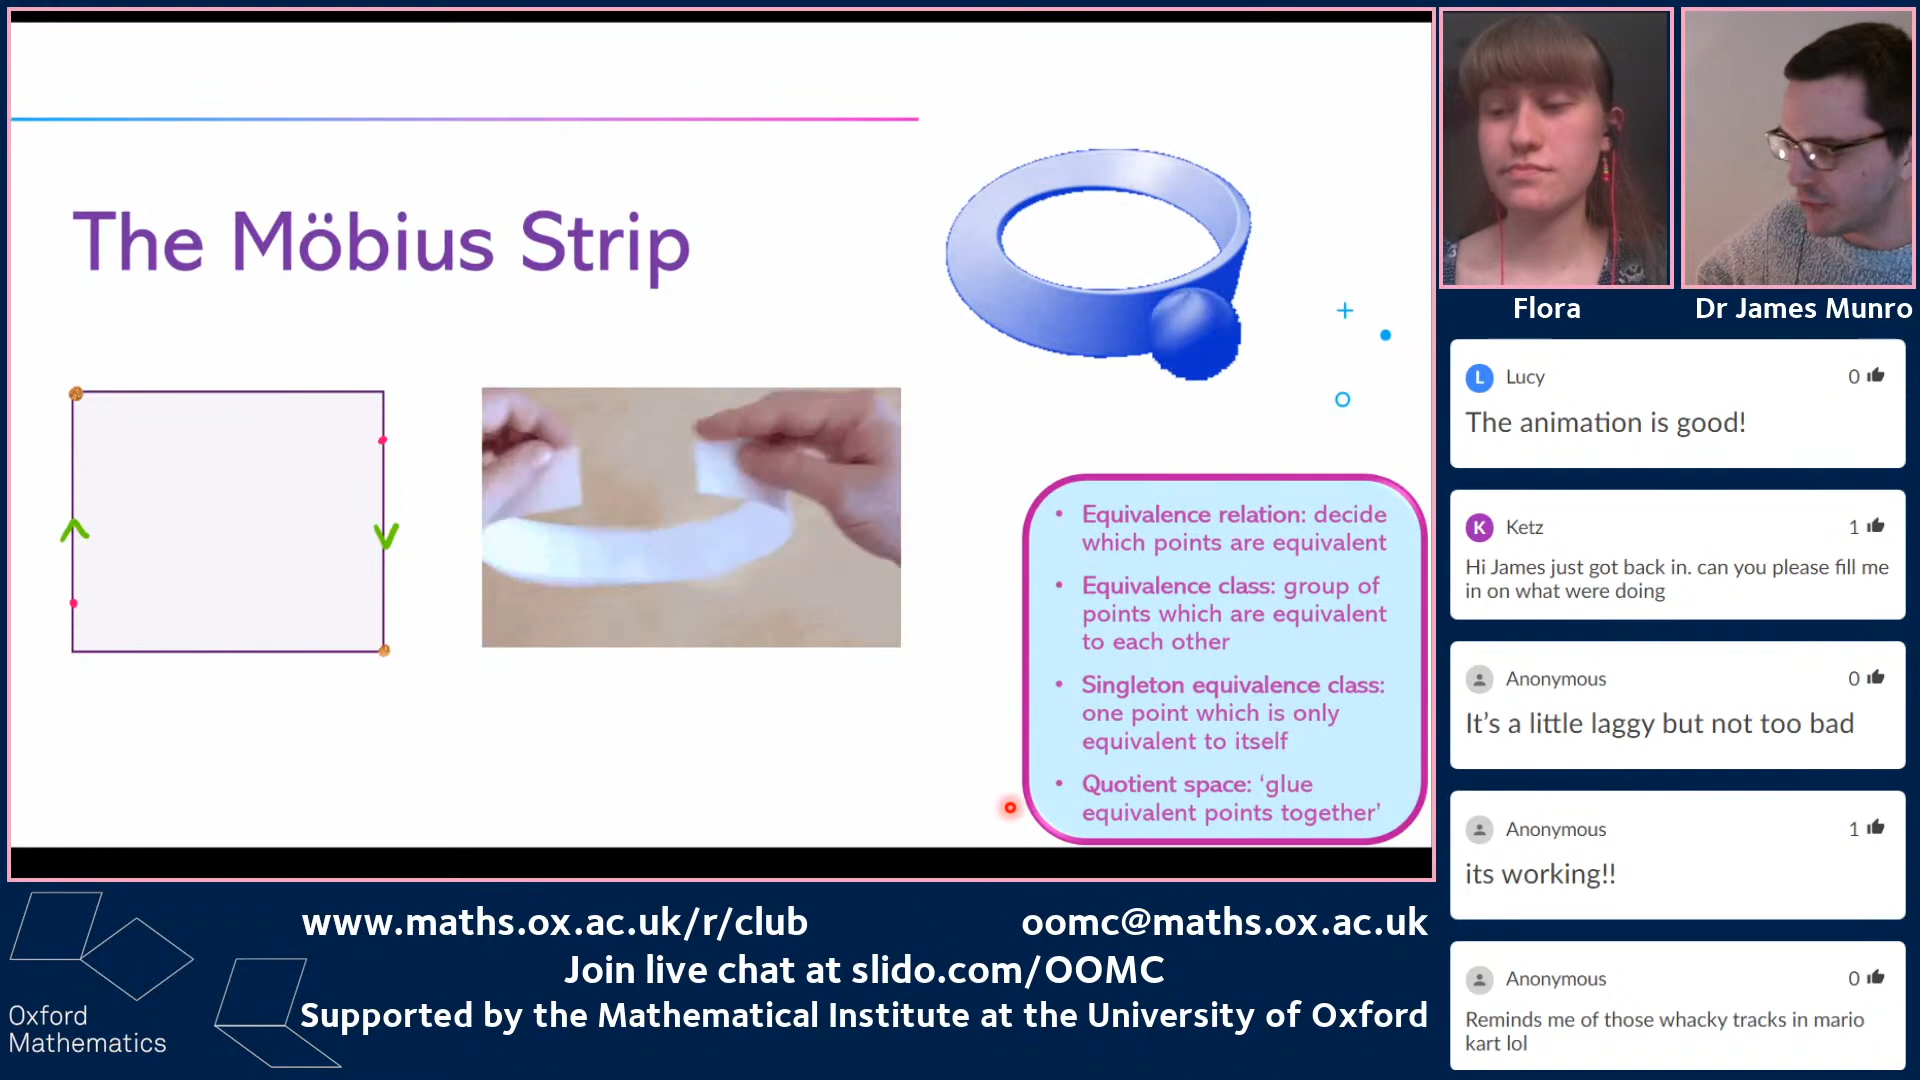 The Möbius Strip
• Equivalence relation: decide
which points are equivalent
• Equivalence class: group of
points which are equivalent
to each other
• Singleton equivalence class:
one point which is only
equivalent to itself
• Quotient space: ‘glue
equivalent points together’
Flora
Dr James Munro
L Lucy 0
The animation is good!
K Ketz 1
Hi James just got back in. can you please fill me
in on what were doing
Anonymous 0
It’s a little laggy but not too bad
Anonymous 1
its working!!
Anonymous 0
Reminds me of those whacky tracks in mario
kart lol
Oxford
Mathematics
www.maths.ox.ac.uk/r/club
oomc@maths.ox.ac.uk
Join live chat at slido.com/OOMC
Supported by the Mathematical Institute at the University of Oxford